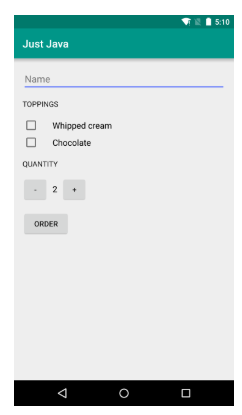 5:10
Just Java
Name
TOPPINGS
Whipped cream
Chocolate
QUANTITY
- 2 +
ORDER